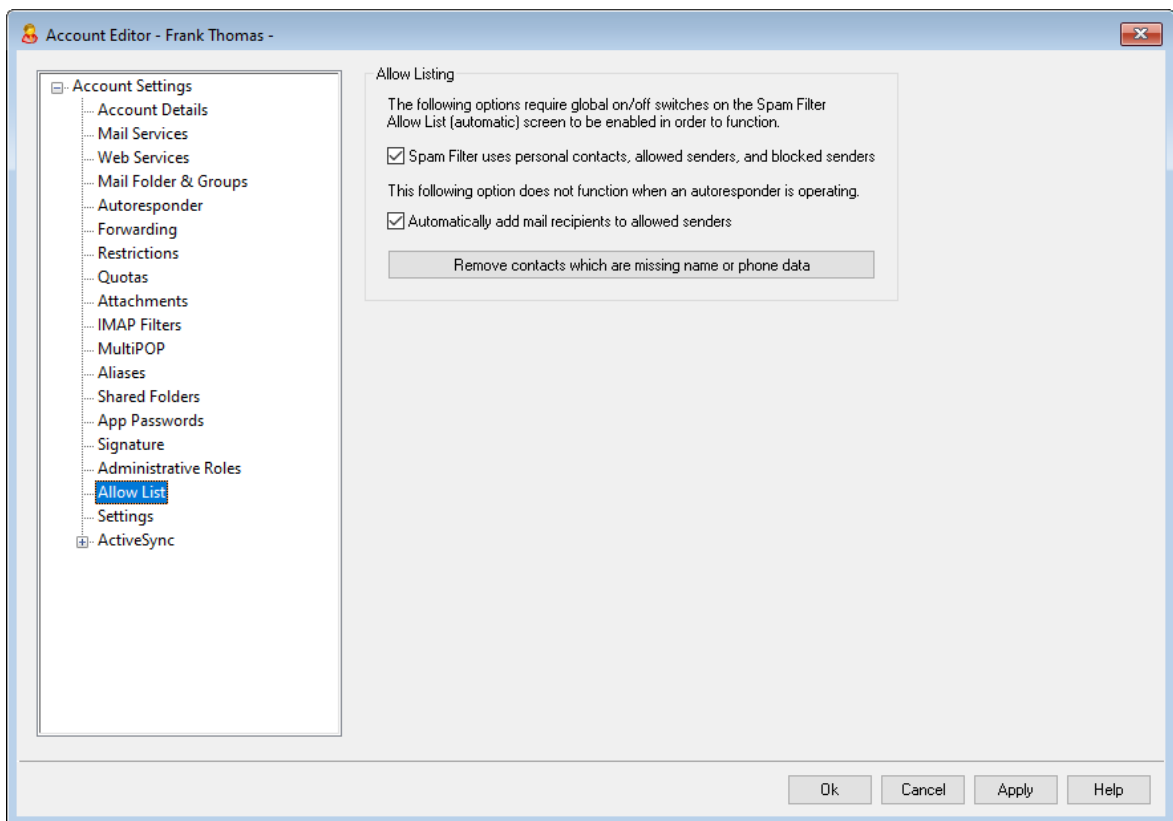 Account Editor - Frank Thomas -
Account Settings
Account Details
Mail Services
Web Services
Mail Folder & Groups
Autoresponder
Forwarding
Restrictions
Quotas
Attachments
IMAP Filters
MultiPOP
Aliases
Shared Folders
App Passwords
Signature
Administrative Roles
Allow List
Settings
ActiveSync
Allow Listing
The following options require global on/off switches on the Spam Filter
Allow List (automatic) screen to be enabled in order to function.
Spam Filter uses personal contacts, allowed senders, and blocked senders
This following option does not function when an autoresponder is operating.
Automatically add mail recipients to allowed senders
Remove contacts which are missing name or phone data
Ok Cancel Apply Help